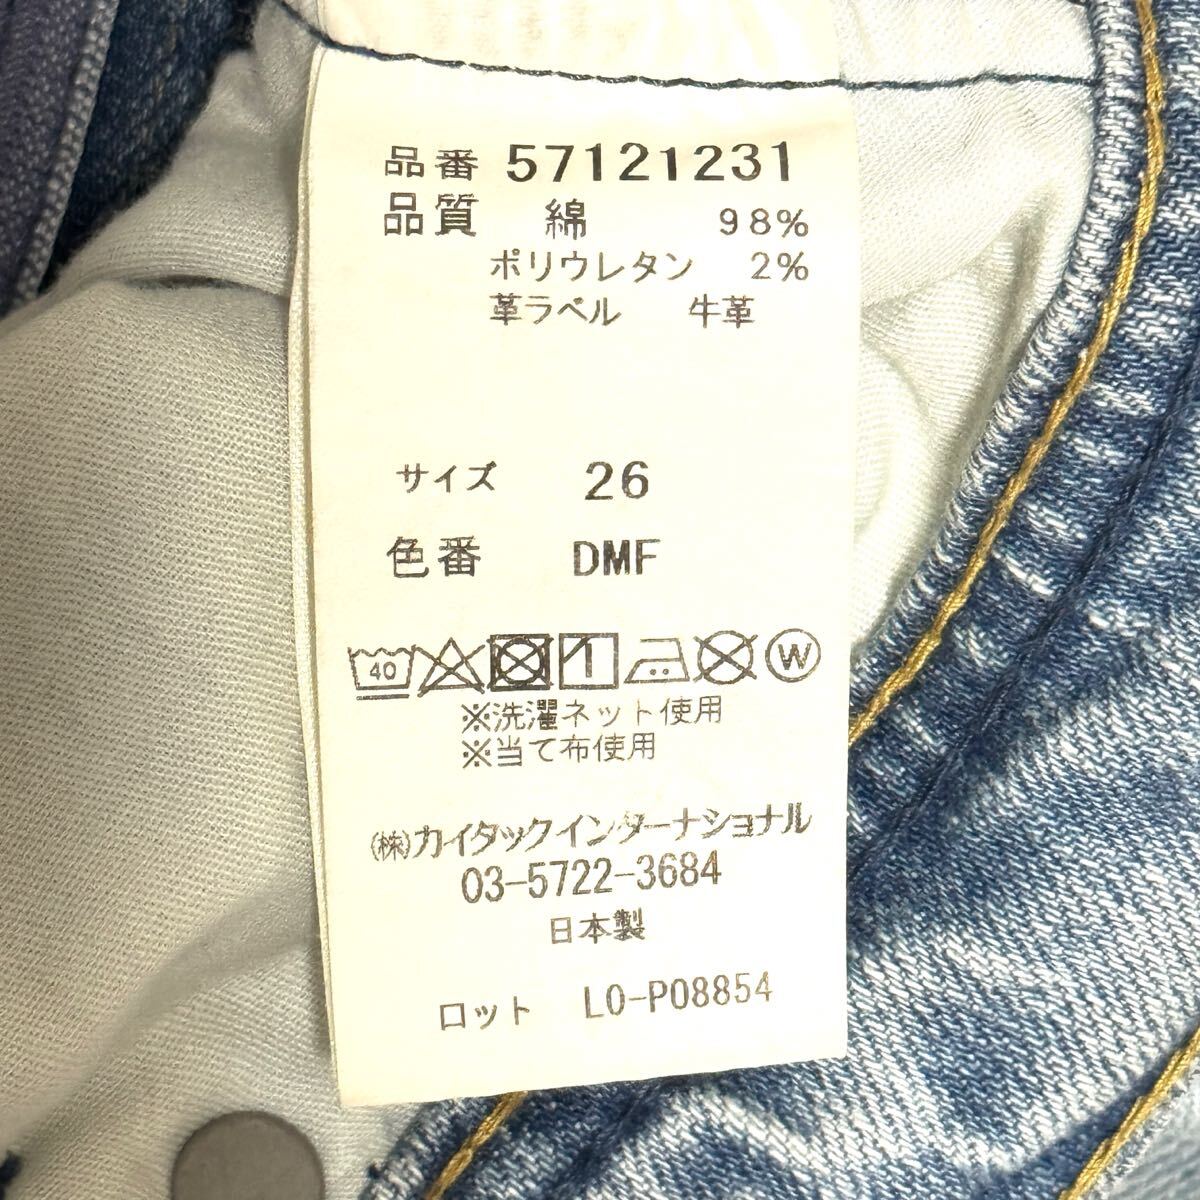 品番 57121231
品質 綿 98%
ポリウレタン 2%
革ラベル 牛革
サイズ 26
色番 DMF
40 W
※洗濯ネット使用
※当て布使用
(株)カイタックインターナショナル
03-5722-3684
日本製
ロット LO-P08854